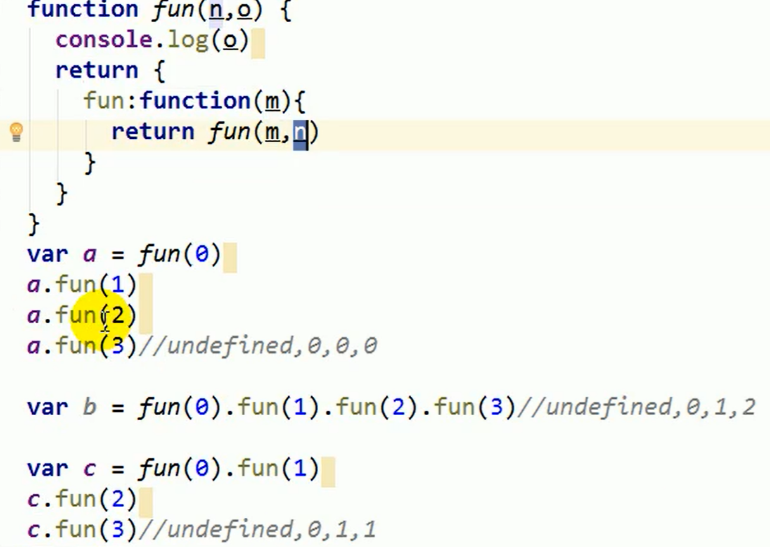 function fun(n,o) {
console.log(o)
return {
fun:function(m){
return fun(m,n)
}
}
}
var a = fun(0)
a.fun(1)
a.fun(2)
a.fun(3)//undefined,0,0,0
var b = fun(0).fun(1).fun(2).fun(3)//undefined,0,1,2
var c = fun(0).fun(1)
c.fun(2)
c.fun(3)//undefined,0,1,1